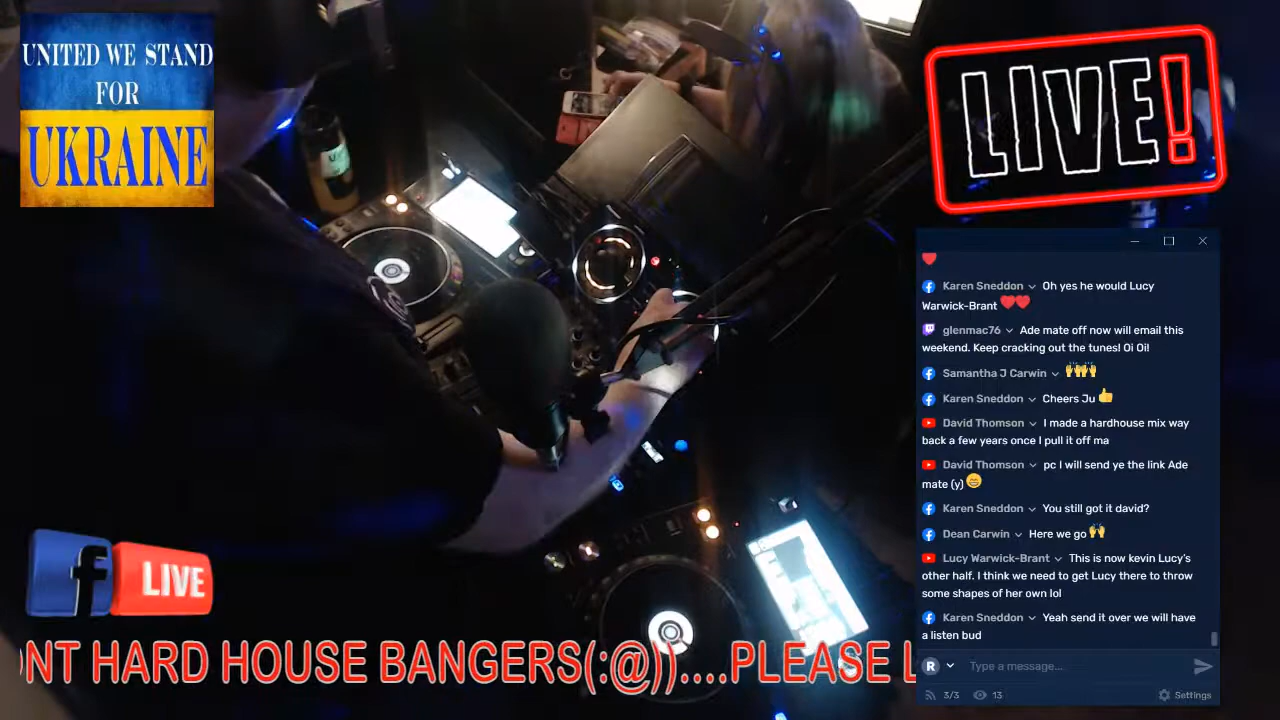 UNITED WE STAND
FOR
UKRAINE
LIVE!
Karen Sneddon Oh yes he would Lucy
Warwick-Brant ❤️❤️
glenmac76 Ade mate off now will email this
weekend. Keep cracking out the tunes! Oi Oi!
Samantha J Carwin 🙌🙌
Karen Sneddon Cheers Ju 👍
David Thomson I made a hardhouse mix way
back a few years once I pull it off ma
David Thomson pc I will send ye the link Ade
mate (y) 😄
Karen Sneddon You still got it david?
Dean Carwin Here we go 🙌
Lucy Warwick-Brant This is now kevin Lucy's
other half. I think we need to get Lucy there to throw
some shapes of her own lol
Karen Sneddon Yeah send it over we will have
a listen bud
R Type a message...
3/3 13 Settings
f LIVE
ONT HARD HOUSE BANGERS(:@))....PLEASE L